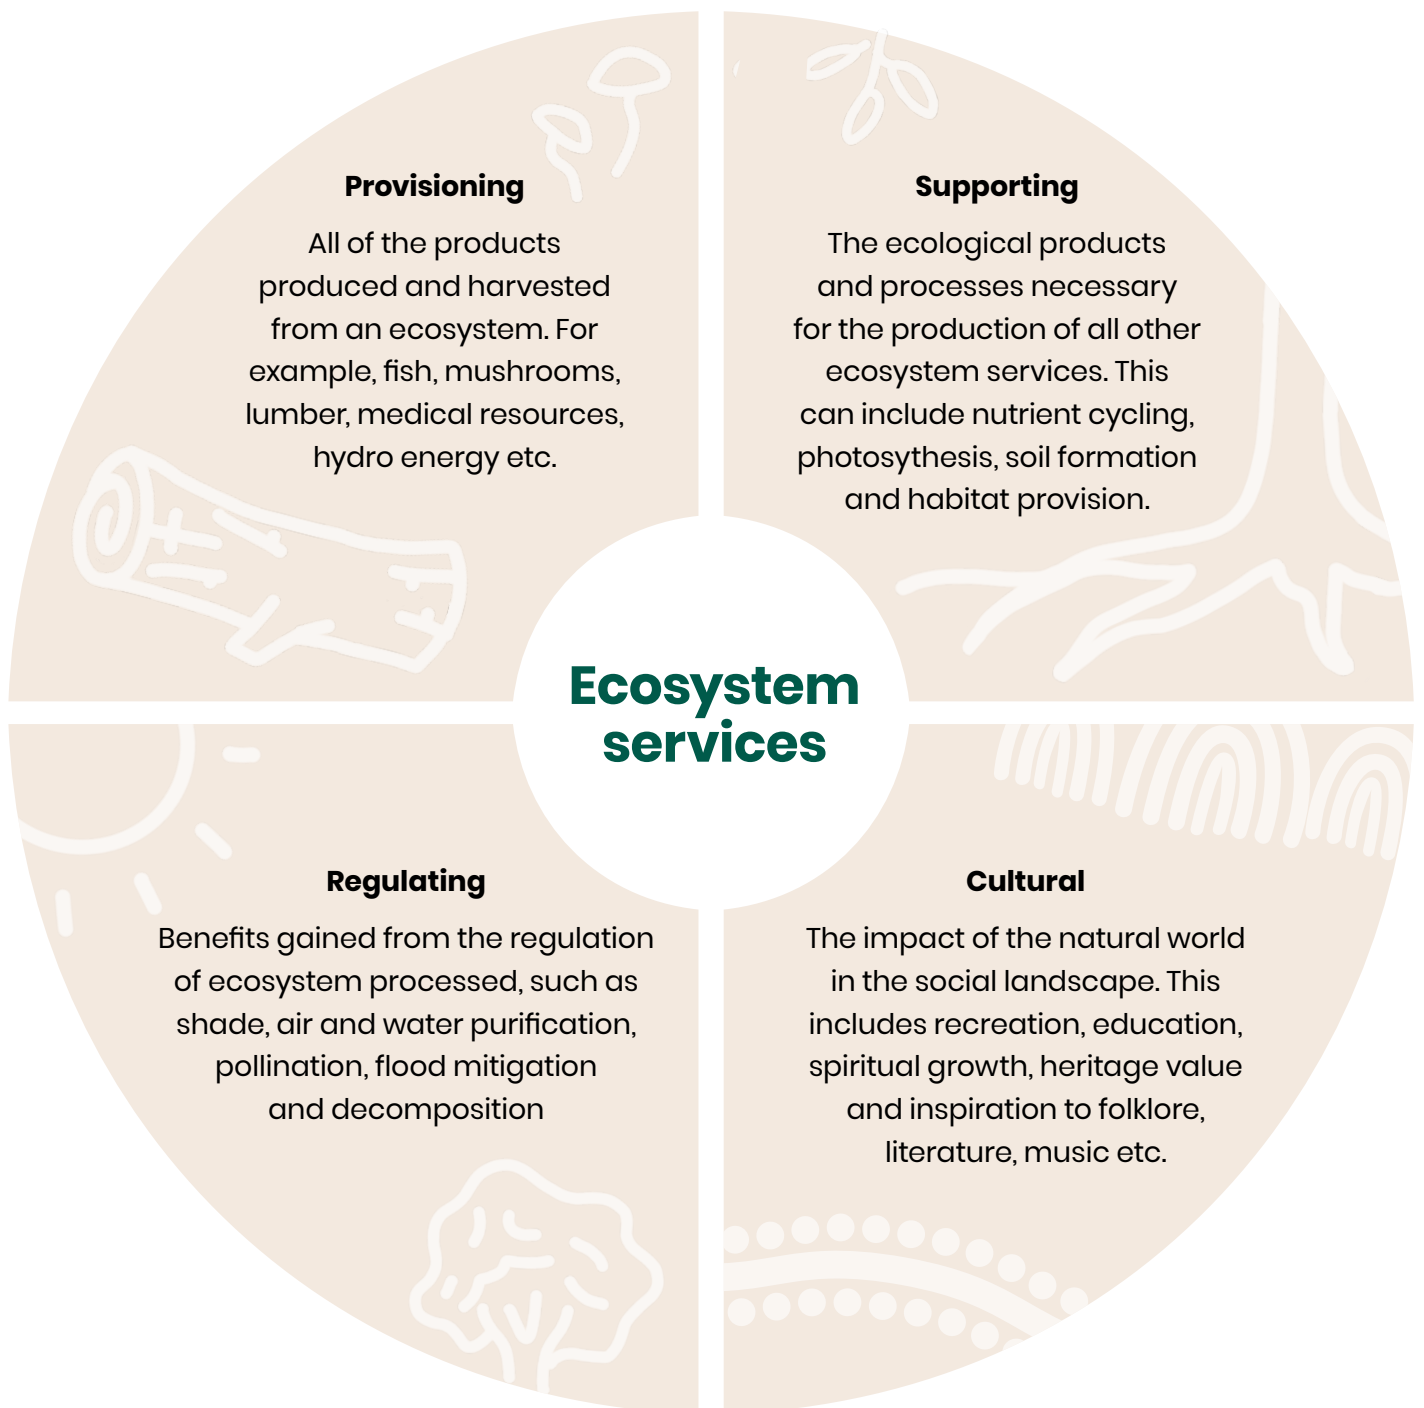 Provisioning
All of the products
produced and harvested
from an ecosystem. For
example, fish, mushrooms,
lumber, medical resources,
hydro energy etc.
Supporting
The ecological products
and processes necessary
for the production of all other
ecosystem services. This
can include nutrient cycling,
photosythesis, soil formation
and habitat provision.
Ecosystem
services
Regulating
Benefits gained from the regulation
of ecosystem processed, such as
shade, air and water purification,
pollination, flood mitigation
and decomposition
Cultural
The impact of the natural world
in the social landscape. This
includes recreation, education,
spiritual growth, heritage value
and inspiration to folklore,
literature, music etc.